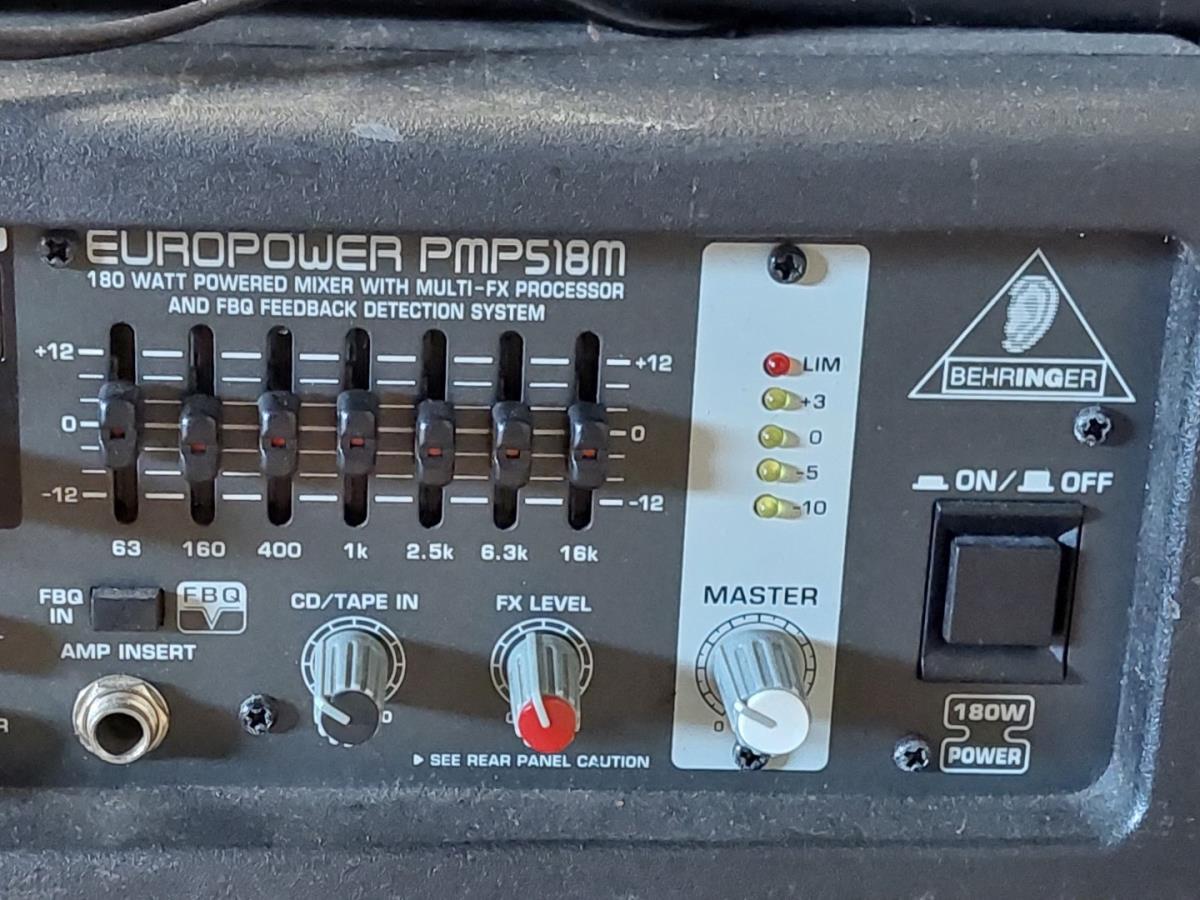 EUROPOWER PMP518M
180 WATT POWERED MIXER WITH MULTI-FX PROCESSOR
AND FBQ FEEDBACK DETECTION SYSTEM
+12 +12
0 0
-12 -12
63 160 400 1k 2.5k 6.3k 16k
LIM
+3
0
-5
-10
BEHRINGER
ON/ OFF
FBQ
IN
FBQ
CD/TAPE IN
FX LEVEL
MASTER
AMP INSERT
0
0
SEE REAR PANEL CAUTION
180W
POWER